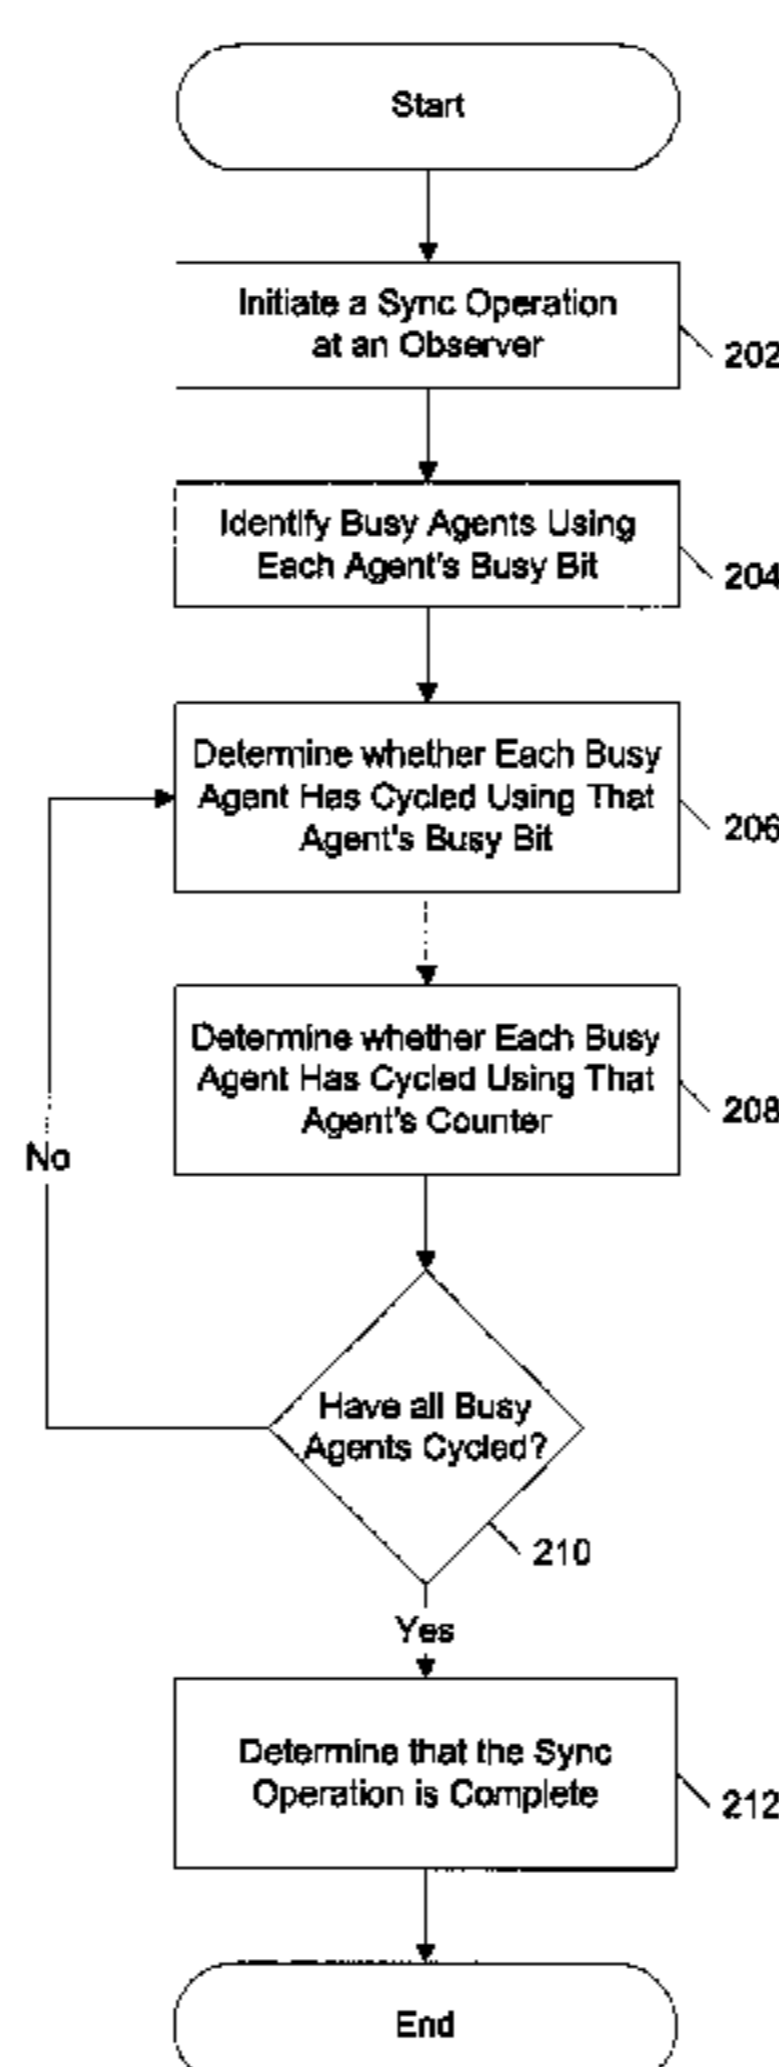 Start
Initiate a Sync Operation
at an Observer
202
Identify Busy Agents Using
Each Agent's Busy Bit
204
Determine whether Each Busy
Agent Has Cycled Using That
Agent's Busy Bit
206
Determine whether Each Busy
Agent Has Cycled Using That
Agent's Counter
208
No
Have all Busy
Agents Cycled?
210
Yes
Determine that the Sync
Operation is Complete
212
End